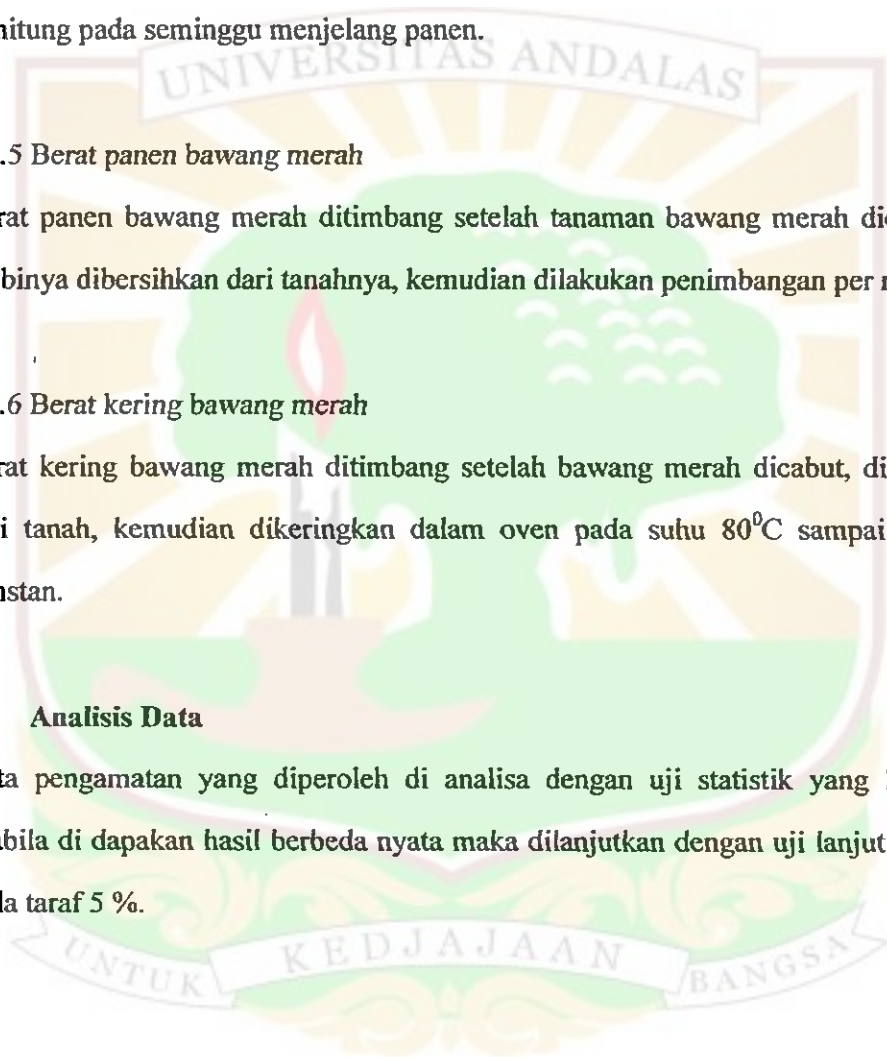 hitung pada seminggu menjelang panen.
UNIVERSITAS ANDALAS
.5 Berat panen bawang merah
rat panen bawang merah ditimbang setelah tanaman bawang merah di
binya dibersihkan dari tanahnya, kemudian dilakukan penimbangan per
.6 Berat kering bawang merah
rat kering bawang merah ditimbang setelah bawang merah dicabut, di
i tanah, kemudian dikeringkan dalam oven pada suhu 80⁰C sampai
nstan.
Analisis Data
ta pengamatan yang diperoleh di analisa dengan uji statistik yang
abila di dapakan hasil berbeda nyata maka dilanjutkan dengan uji lanjut
la taraf 5 %.
UNTUK KEDJAJAAN BANGSA